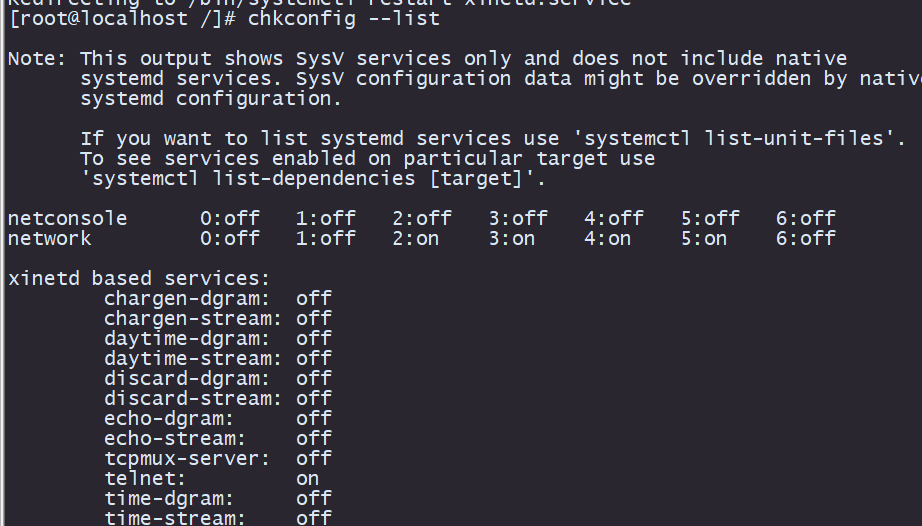 Redirecting to /bin/systemctl restart xinetd.service
[root@localhost /]# chkconfig --list
Note: This output shows SysV services only and does not include native
systemd services. SysV configuration data might be overridden by native
systemd configuration.
If you want to list systemd services use 'systemctl list-unit-files'.
To see services enabled on particular target use
'systemctl list-dependencies [target]'.
netconsole 0:off 1:off 2:off 3:off 4:off 5:off 6:off
network 0:off 1:off 2:on 3:on 4:on 5:on 6:off
xinetd based services:
chargen-dgram: off
chargen-stream: off
daytime-dgram: off
daytime-stream: off
discard-dgram: off
discard-stream: off
echo-dgram: off
echo-stream: off
tcpmux-server: off
telnet: on
time-dgram: off
time-stream: off